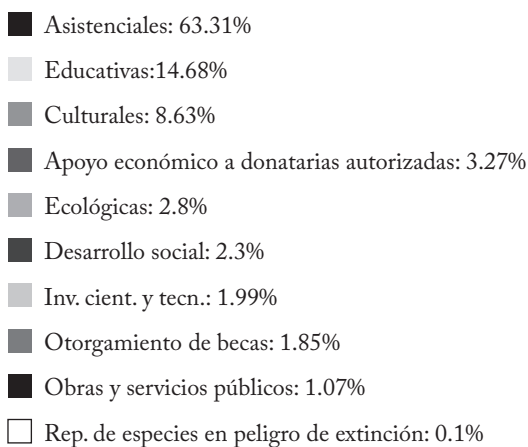 Asistenciales: 63.31%
Educativas:14.68%
Culturales: 8.63%
Apoyo económico a donatarias autorizadas: 3.27%
Ecológicas: 2.8%
Desarrollo social: 2.3%
Inv. cient. y tecn.: 1.99%
Otorgamiento de becas: 1.85%
Obras y servicios públicos: 1.07%
Rep. de especies en peligro de extinción: 0.1%